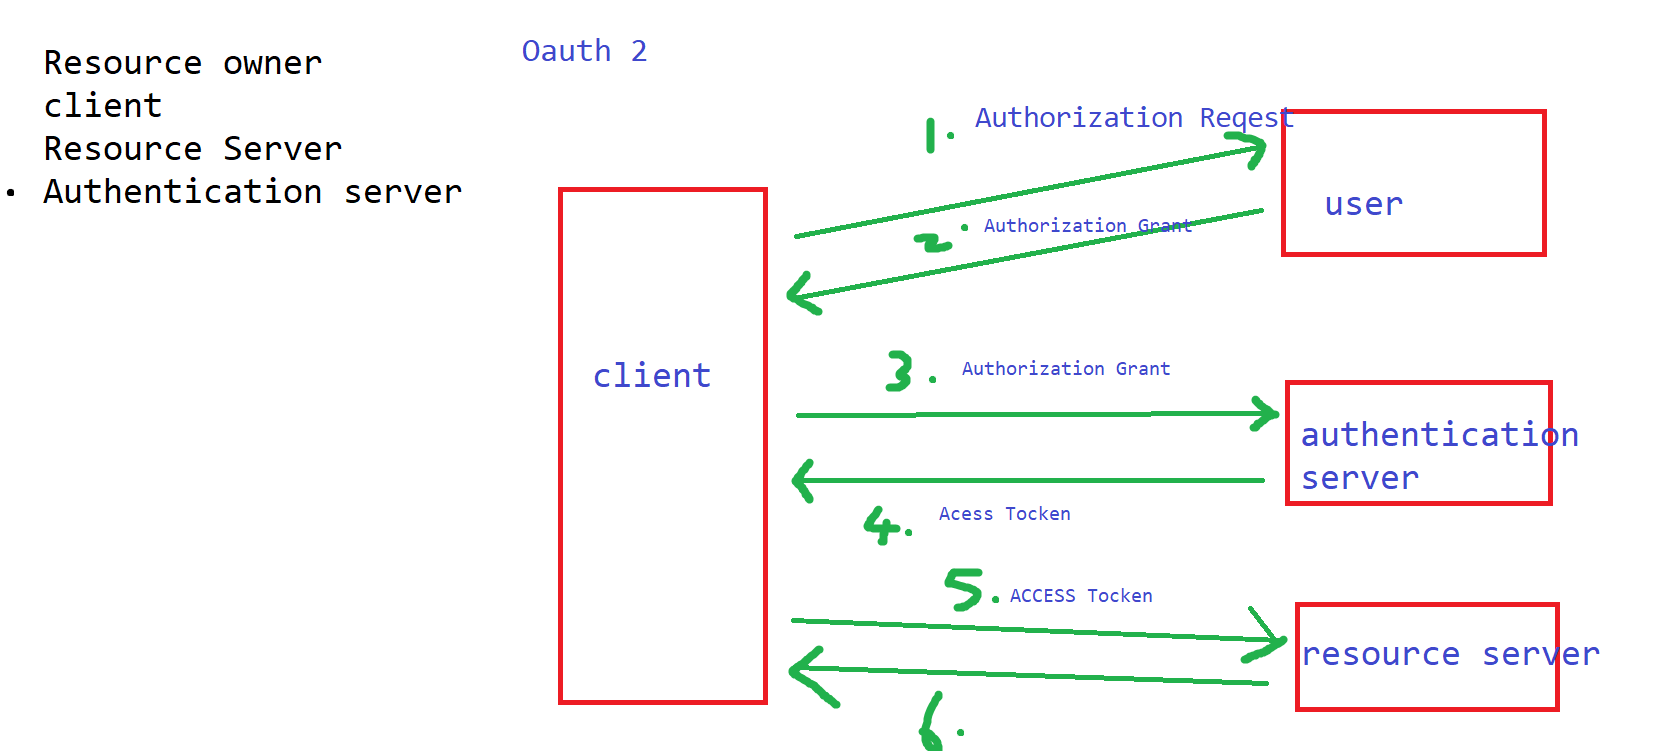 Resource owner
client
Resource Server
Authentication server
Oauth 2
1. Authorization Reqest
user
2. Authorization Grant
client
3. Authorization Grant
authentication
server
4. Acess Tocken
5. ACCESS Tocken
resource server
6.